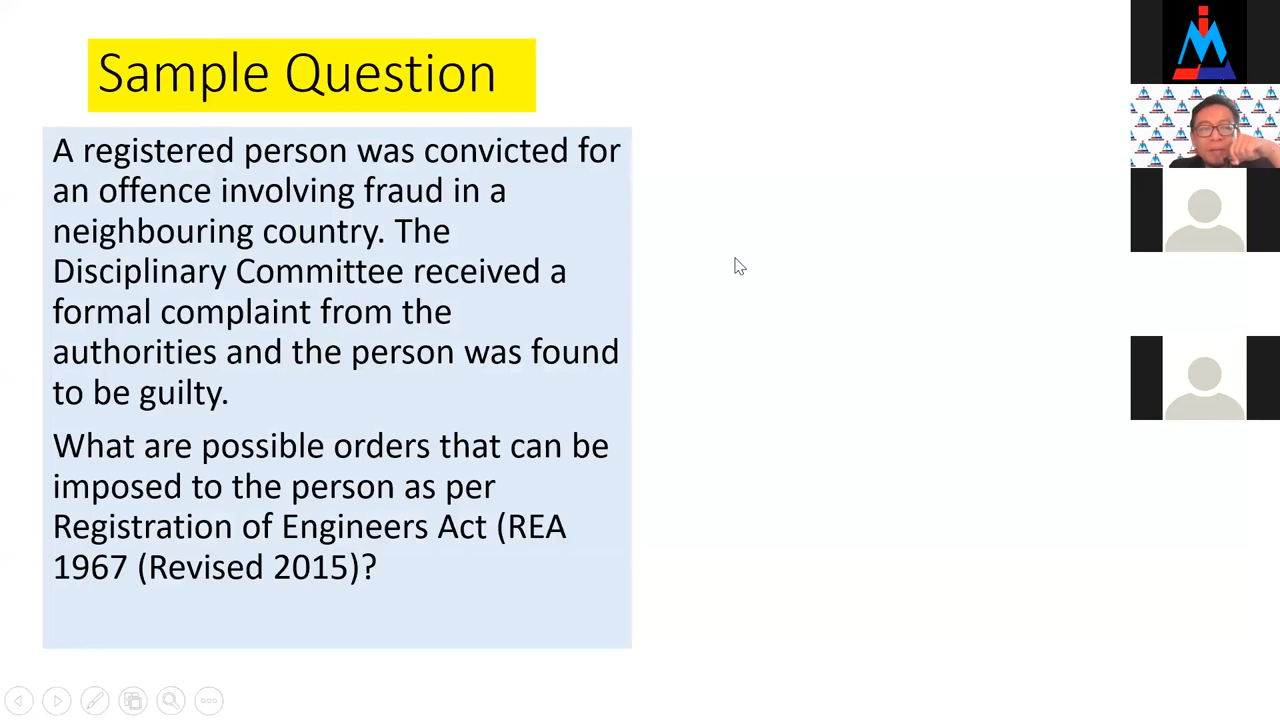 Sample Question
A registered person was convicted for
an offence involving fraud in a
neighbouring country. The
Disciplinary Committee received a
formal complaint from the
authorities and the person was found
to be guilty.
What are possible orders that can be
imposed to the person as per
Registration of Engineers Act (REA
1967 (Revised 2015)?